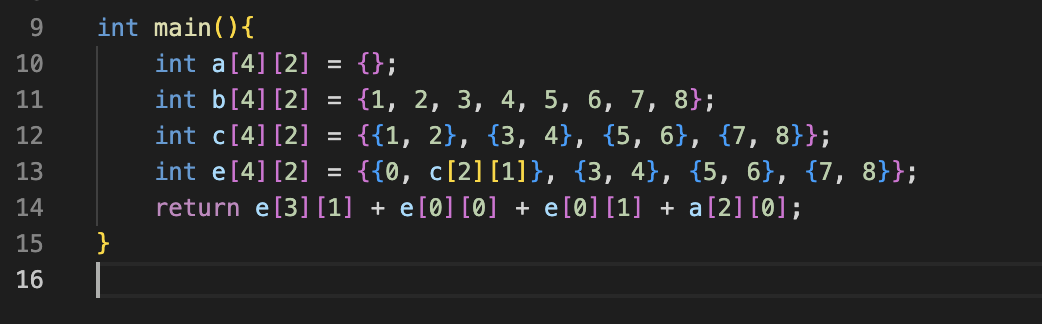 9 int main(){
10 int a[4][2] = {};
11 int b[4][2] = {1, 2, 3, 4, 5, 6, 7, 8};
12 int c[4][2] = {{1, 2}, {3, 4}, {5, 6}, {7, 8}};
13 int e[4][2] = {{0, c[2][1]}, {3, 4}, {5, 6}, {7, 8}};
14 return e[3][1] + e[0][0] + e[0][1] + a[2][0];
15 }
16